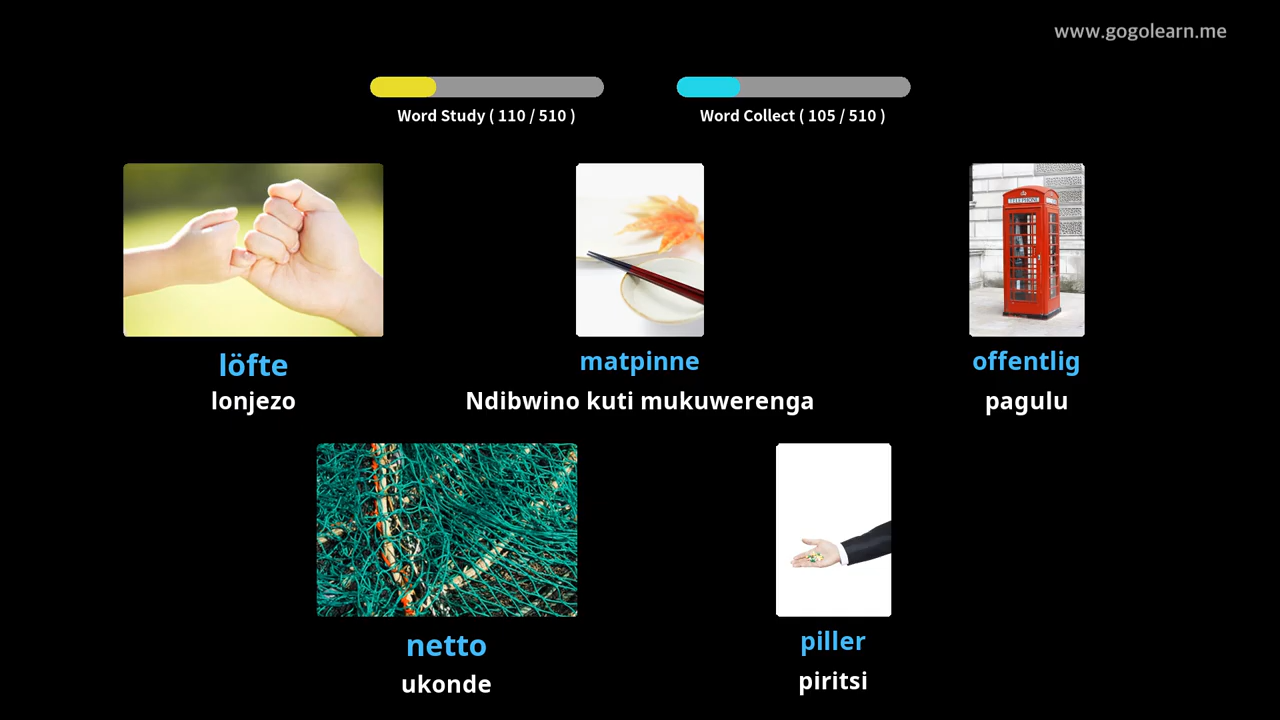 www.gogolearn.me
Word Study ( 110 / 510 )
Word Collect ( 105 / 510 )
TELEPHONE
löfte
matpinne
offentlig
lonjezo
Ndibwino kuti mukuwerenga
pagulu
netto
piller
ukonde
piritsi